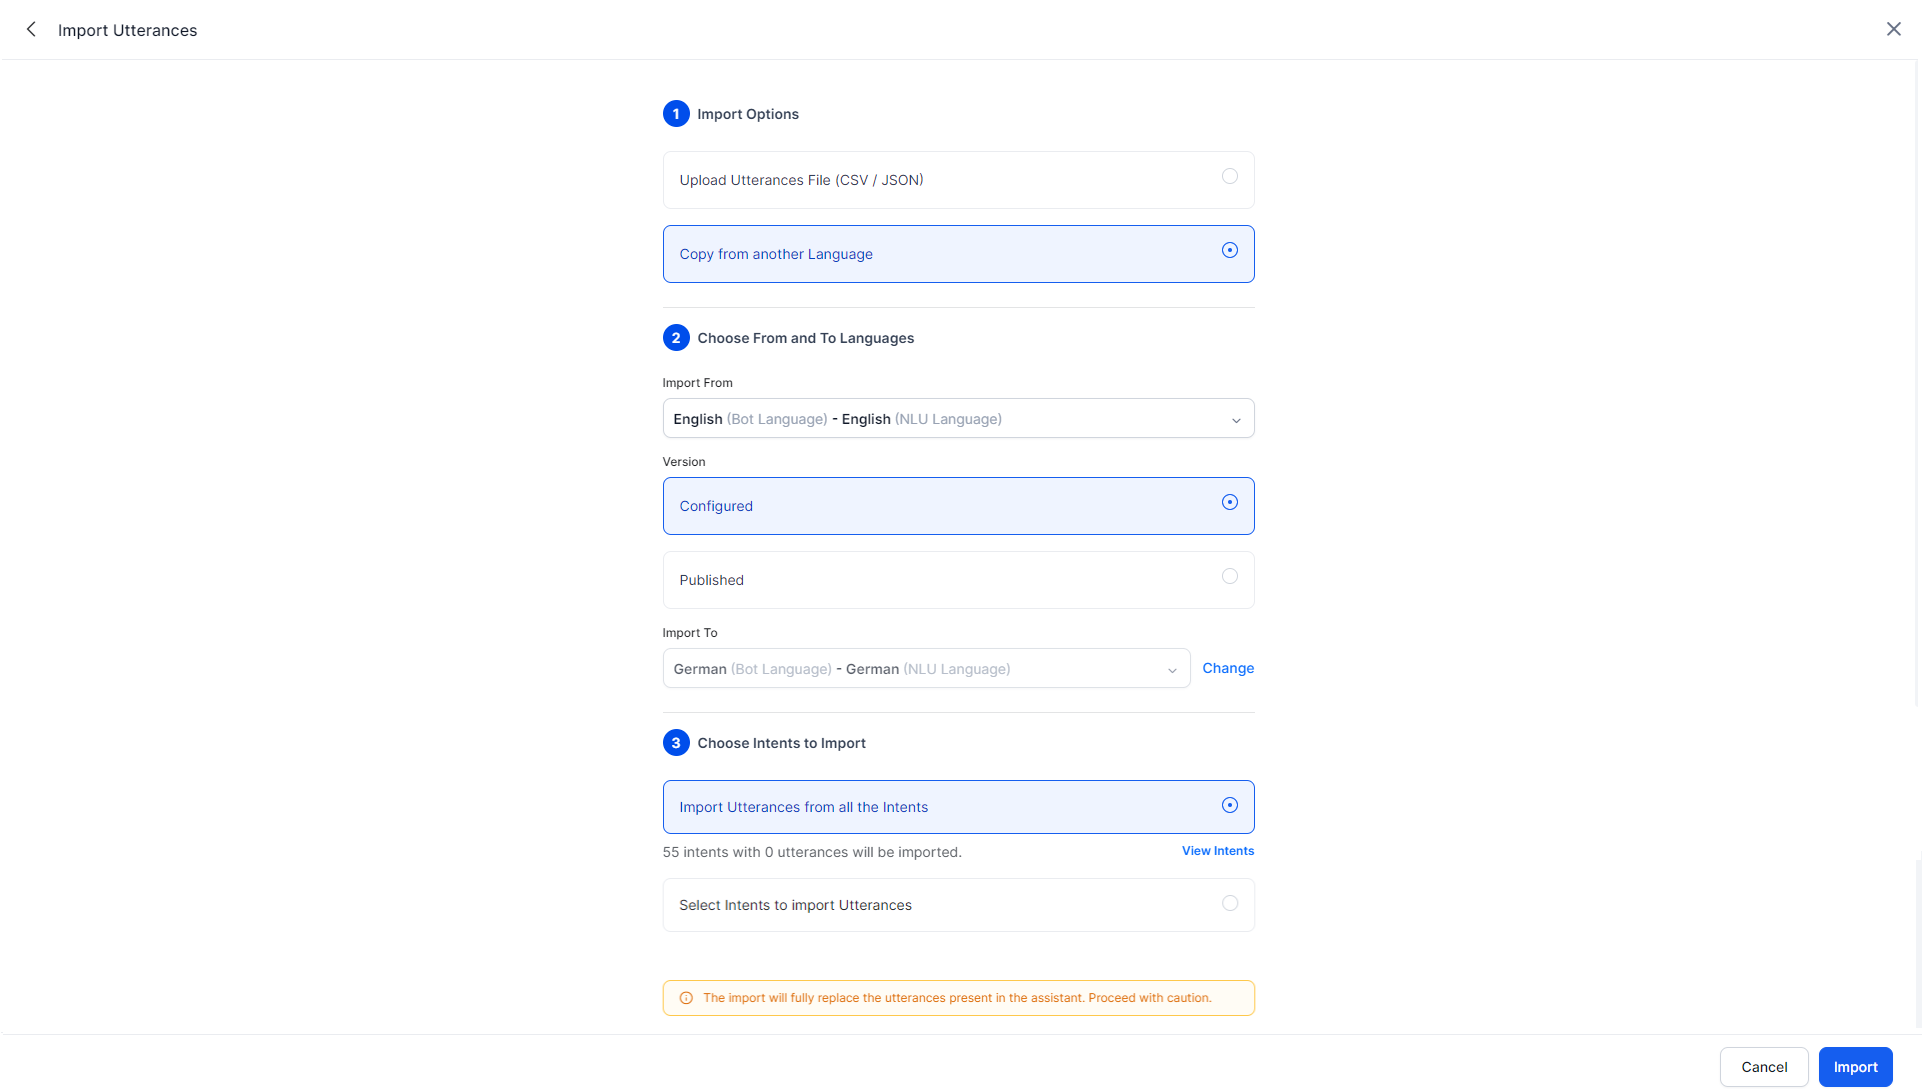 Import Utterances
1 Import Options
Upload Utterances File (CSV / JSON)
Copy from another Language
2 Choose From and To Languages
Import From
English (Bot Language) - English (NLU Language)
Version
Configured
Published
Import To
German (Bot Language) - German (NLU Language)
Change
3 Choose Intents to Import
Import Utterances from all the Intents
55 intents with 0 utterances will be imported.
View Intents
Select Intents to import Utterances
The import will fully replace the utterances present in the assistant. Proceed with caution.
Cancel
Import